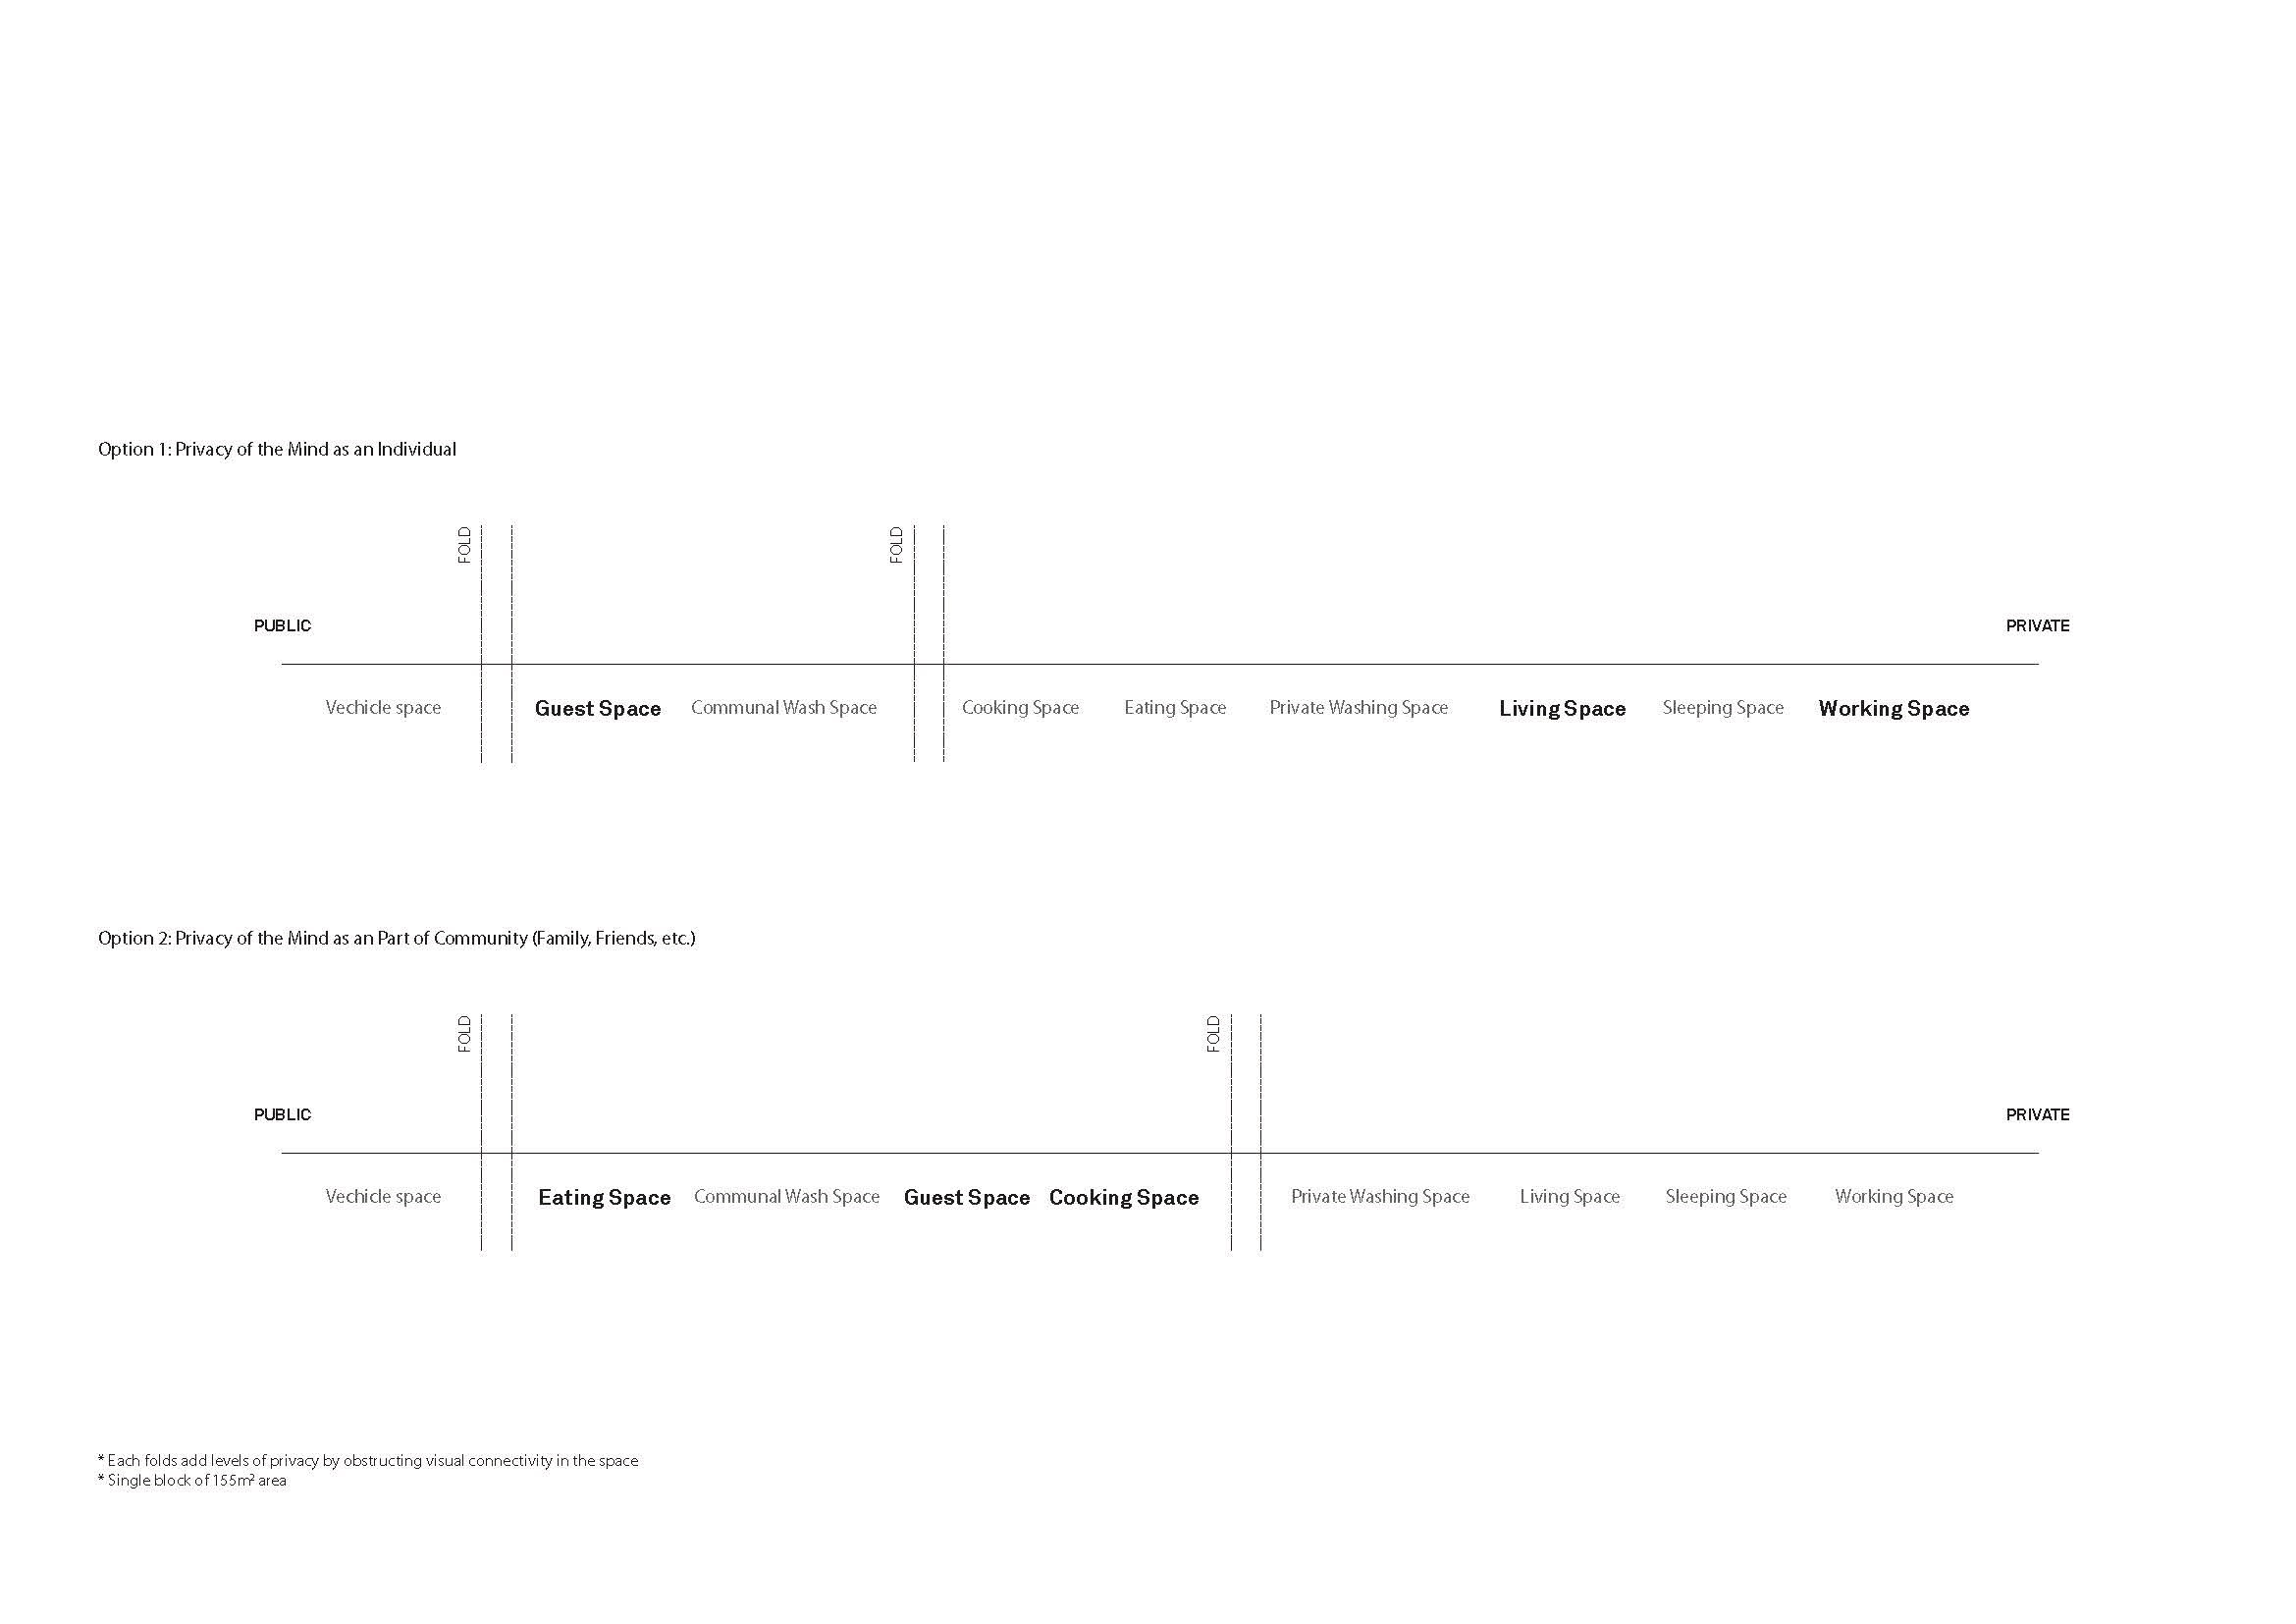 Option 1: Privacy of the Mind as an Individual
FOLD
FOLD
PUBLIC
PRIVATE
Vechicle space
Guest Space
Communal Wash Space
Cooking Space
Eating Space
Private Washing Space
Living Space
Sleeping Space
Working Space
Option 2: Privacy of the Mind as an Part of Community (Family, Friends, etc.)
FOLD
FOLD
PUBLIC
PRIVATE
Vechicle space
Eating Space
Communal Wash Space
Guest Space
Cooking Space
Private Washing Space
Living Space
Sleeping Space
Working Space
* Each folds add levels of privacy by obstructing visual connectivity in the space
* Single block of 155m² area